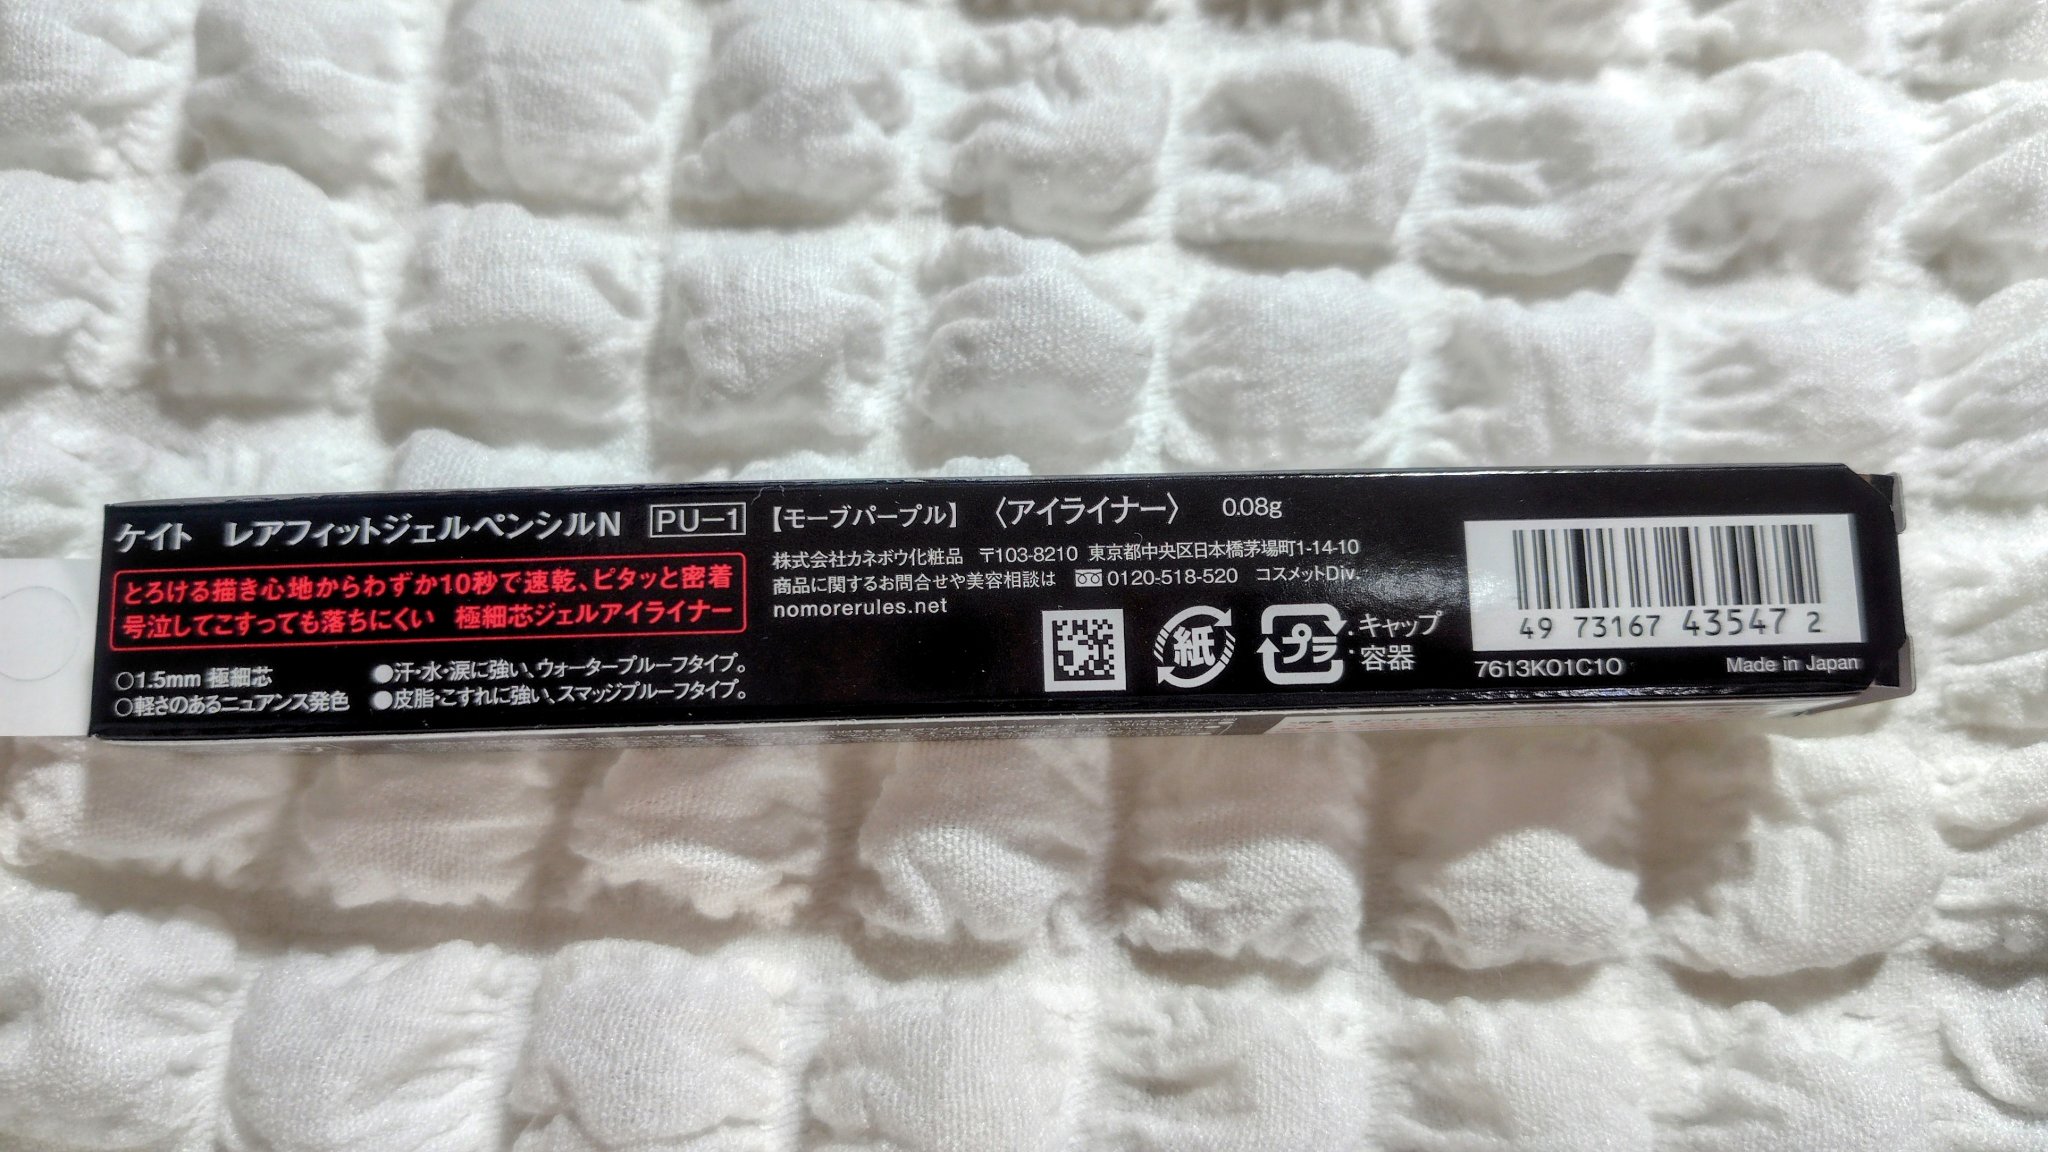 ケイト レアフィットジェルペンシルN PU-1 【モーブパープル】 〈アイライナー〉 0.08g
とろける描き心地からわずか10秒で速乾、ピタッと密着
号泣してこすっても落ちにくい 極細芯ジェルアイライナー
○1.5mm 極細芯
○軽さのあるニュアンス発色
●汗・水・涙に強い、ウォータープルーフタイプ。
●皮脂・こすれに強い、スマッジプルーフタイプ。
株式会社カネボウ化粧品 〒103-8210 東京都中央区日本橋茅場町1-14-10
商品に関するお問合せや美容相談は 0120-518-520 コスメットDiv.
nomorerules.net
紙
プラ
:キャップ
:容器
49 73167 43547 2
7613KO1C1O
Made in Japan